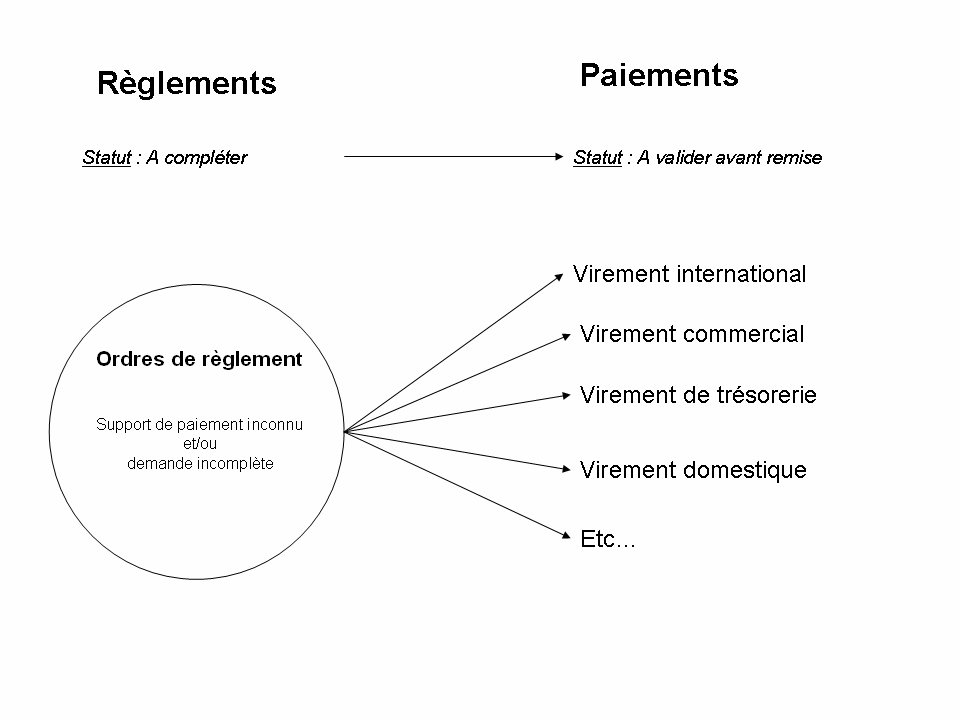 Règlements
Paiements
Statut : A compléter
Statut : A valider avant remise
Ordres de règlement
Support de paiement inconnu
et/ou
demande incomplète
Virement international
Virement commercial
Virement de trésorerie
Virement domestique
Etc...